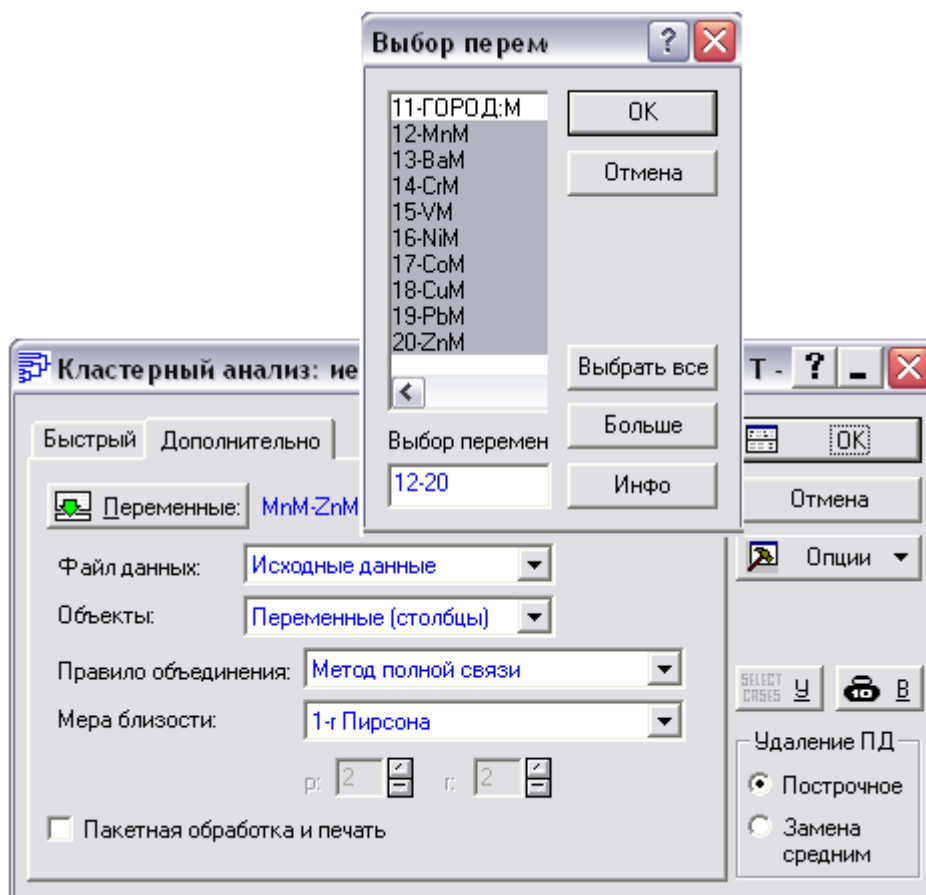 Выбор перем
11-ГОРОД:М
12-MnM
13-BaM
14-CrM
15-VM
16-NiM
17-CoM
18-CuM
19-PbM
20-ZnM
OK
Отмена
Выбрать все
Больше
Инфо
Выбор перемен
12-20
Кластерный анализ: ие
Т -
Быстрый
Дополнительно
Переменные:
MnM-ZnM
Файл данных:
Исходные данные
Объекты:
Переменные (столбцы)
Правило объединения:
Метод полной связи
Мера близости:
1-r Пирсона
p: 2
r: 2
Пакетная обработка и печать
OK
Отмена
Опции
SELECT CASES У
10 В
Удаление ПД
Построчное
Замена
средним